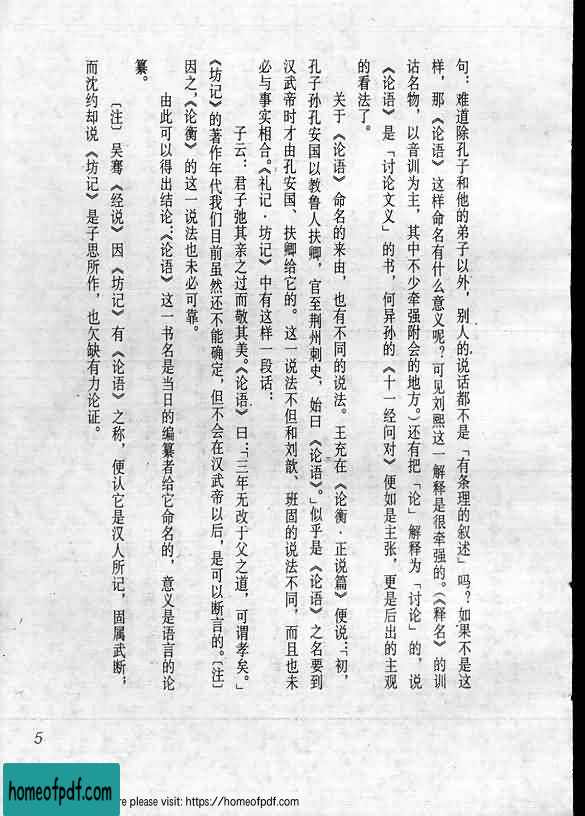 句：难道除孔子和他的弟子以外，别人的说话都不是「有条理的叙述」吗？如果不是这
样，那《论语》这样命名有什么意义呢？可见刘熙这一解释是很牵强的。（《释名》的训
诂名物，以音训为主，其中不少牵强附会的地方。）还有把「论」解释为「讨论」的，说
《论语》是「讨论文义」的书，何异孙的《十一经问对》便如是主张，更是后出的主观
的看法了。
关于《论语》命名的来由，也有不同的说法。王充在《论衡·正说篇》便说：「初，
孔子孙孔安国以教鲁人扶卿，官至荆州刺史，始曰《论语》。」似乎是《论语》之名要到
汉武帝时才由孔安国、扶卿给它的。这一说法不但和刘歆、班固的说法不同，而且也未
必与事实相合。《礼记·坊记》中有这样一段话：
子云：君子弛其亲之过而敬其美。《论语》曰：「三年无改于父之道，可谓孝矣。」
《坊记》的著作年代我们目前虽然还不能确定，但不会在汉武帝以后，是可以断言的。〔注〕
因之，《论衡》的这一说法也未必可靠。
由此可以得出结论：《论语》这一书名是当日的编纂者给它命名的，意义是语言的论
纂。
〔注〕吴骞《经说》因《坊记》有《论语》之称，便认它是汉人所记，固属武断；
而沈约却说《坊记》是子思所作，也欠缺有力论证。
5
homeofpdf.com
re please visit: https://homeofpdf.com